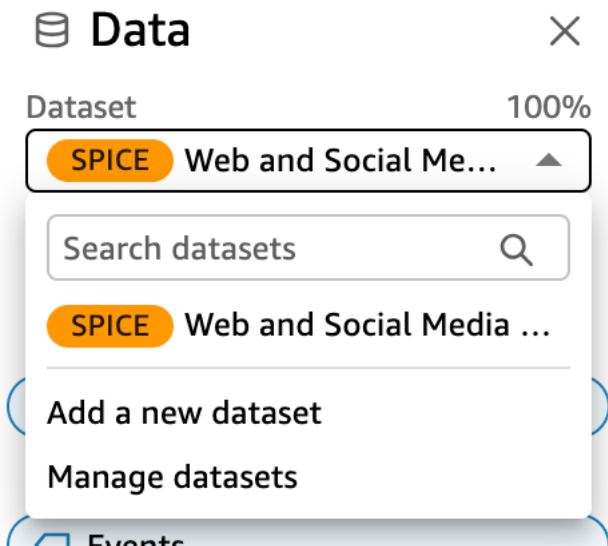 Data
Dataset 100%
SPICE Web and Social Me...
Search datasets
SPICE Web and Social Media ...
Add a new dataset
Manage datasets
Events